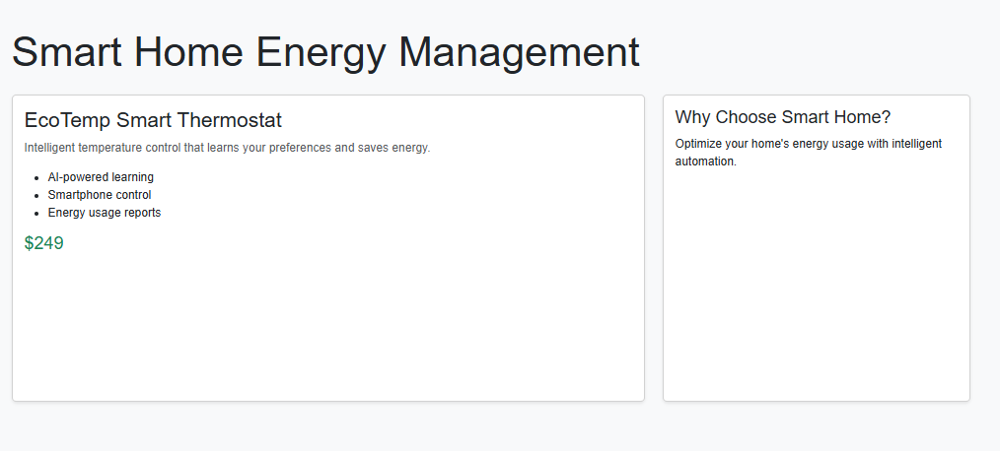 Smart Home Energy Management
EcoTemp Smart Thermostat
Intelligent temperature control that learns your preferences and saves energy.
AI-powered learning
Smartphone control
Energy usage reports
$249
Why Choose Smart Home?
Optimize your home's energy usage with intelligent
automation.